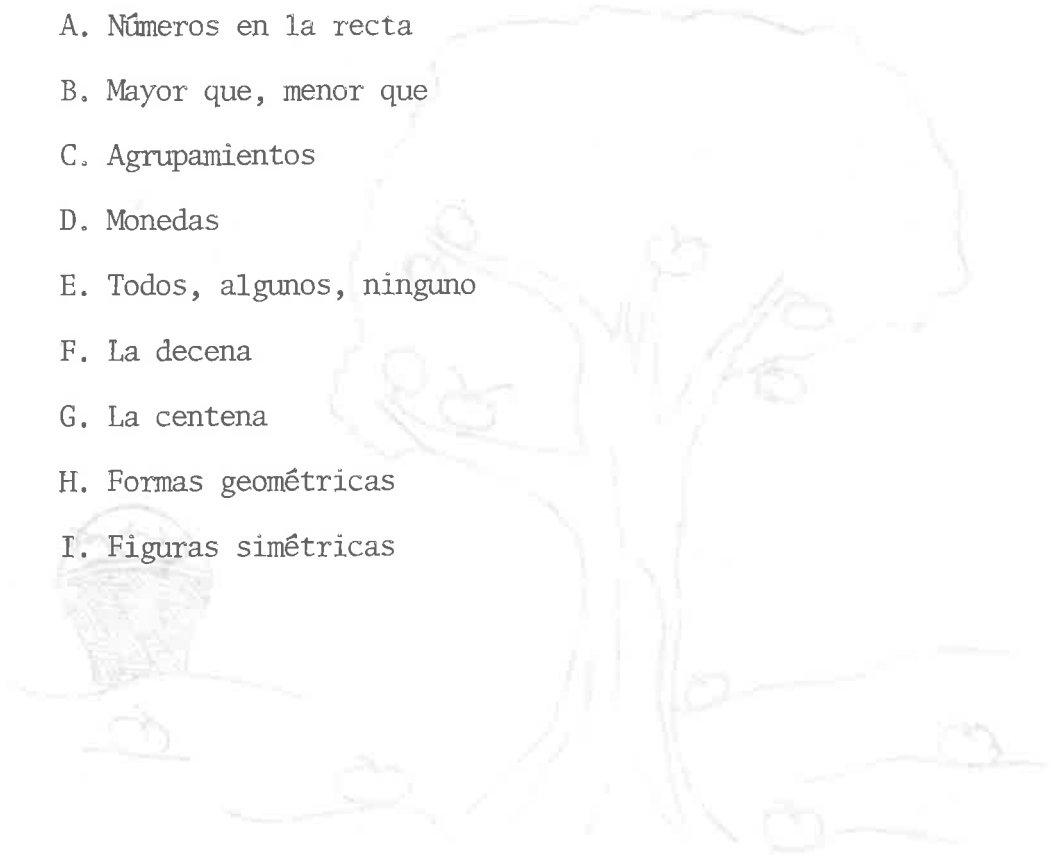 A. Números en la recta
B. Mayor que, menor que
C. Agrupamientos
D. Monedas
E. Todos, algunos, ninguno
F. La decena
G. La centena
H. Formas geométricas
I. Figuras simétricas